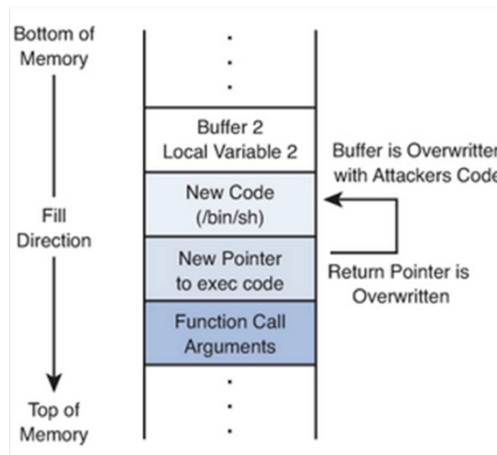 Bottom of
Memory
Fill
Direction
Top of
Memory
Buffer 2
Local Variable 2
New Code
(/bin/sh)
New Pointer
to exec code
Function Call
Arguments
Buffer is Overwritten
with Attackers Code
Return Pointer is
Overwritten